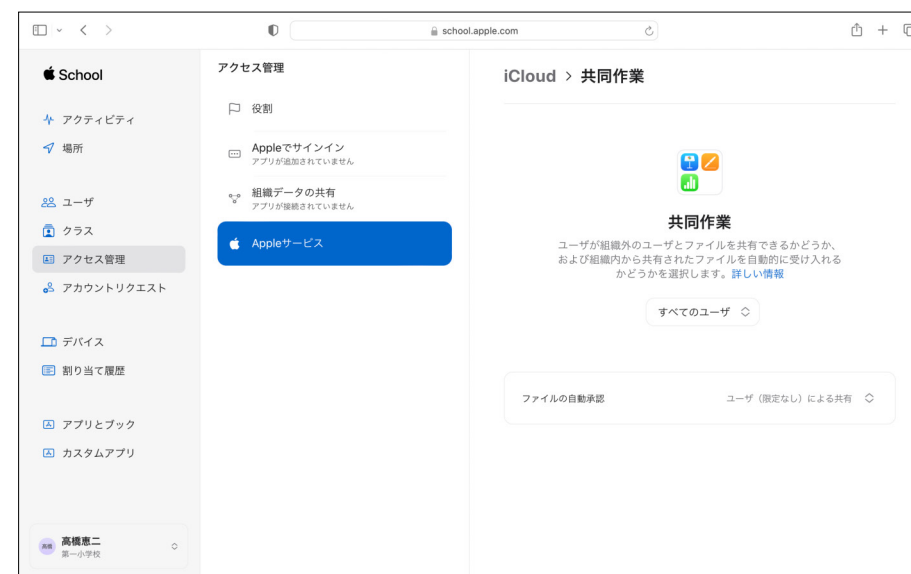 school.apple.com
School
アクティビティ
場所
ユーザ
クラス
アクセス管理
アカウントリクエスト
デバイス
割り当て履歴
アプリとブック
カスタムアプリ
高橋
高橋恵二
第一小学校
アクセス管理
役割
Appleでサインイン
アプリが追加されていません
組織データの共有
アプリが接続されていません
Appleサービス
iCloud > 共同作業
共同作業
ユーザが組織外のユーザとファイルを共有できるかどうか、
および組織内から共有されたファイルを自動的に受け入れる
かどうかを選択します。詳しい情報
すべてのユーザ
ファイルの自動承認
ユーザ（限定なし）による共有